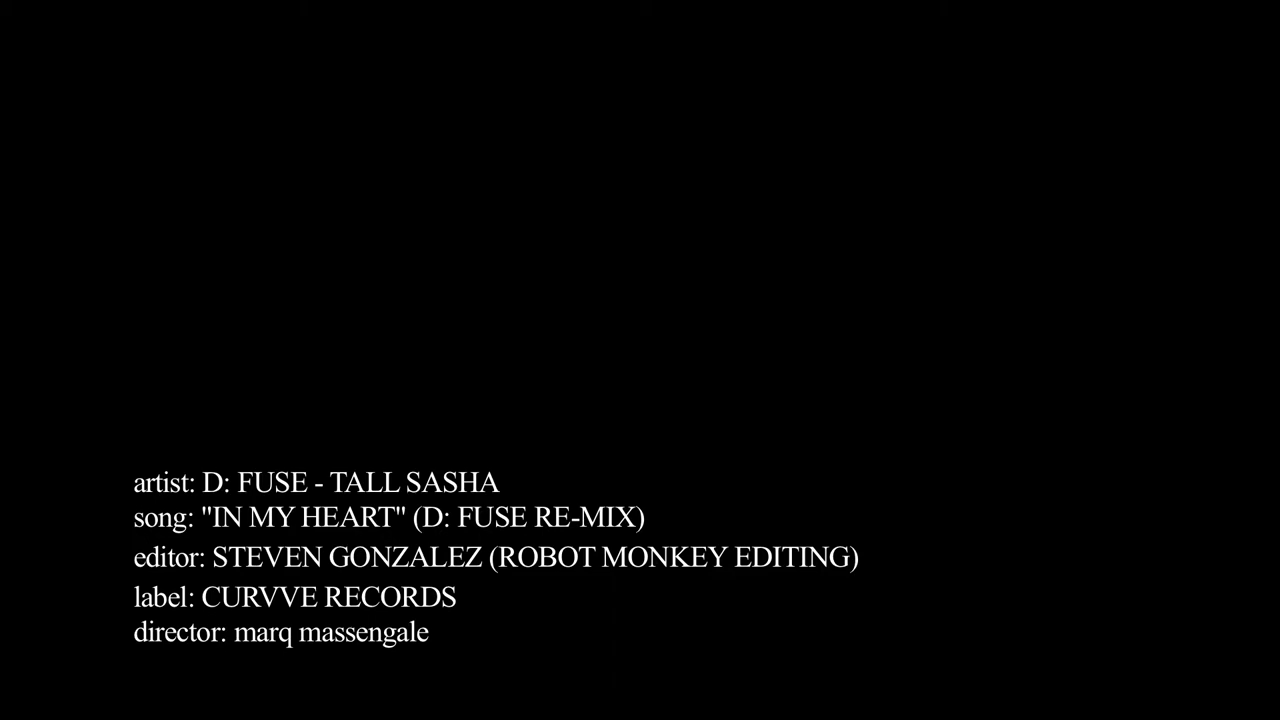 artist: D: FUSE - TALL SASHA
song: "IN MY HEART" (D: FUSE RE-MIX)
editor: STEVEN GONZALEZ (ROBOT MONKEY EDITING)
label: CURVVE RECORDS
director: marq massengale